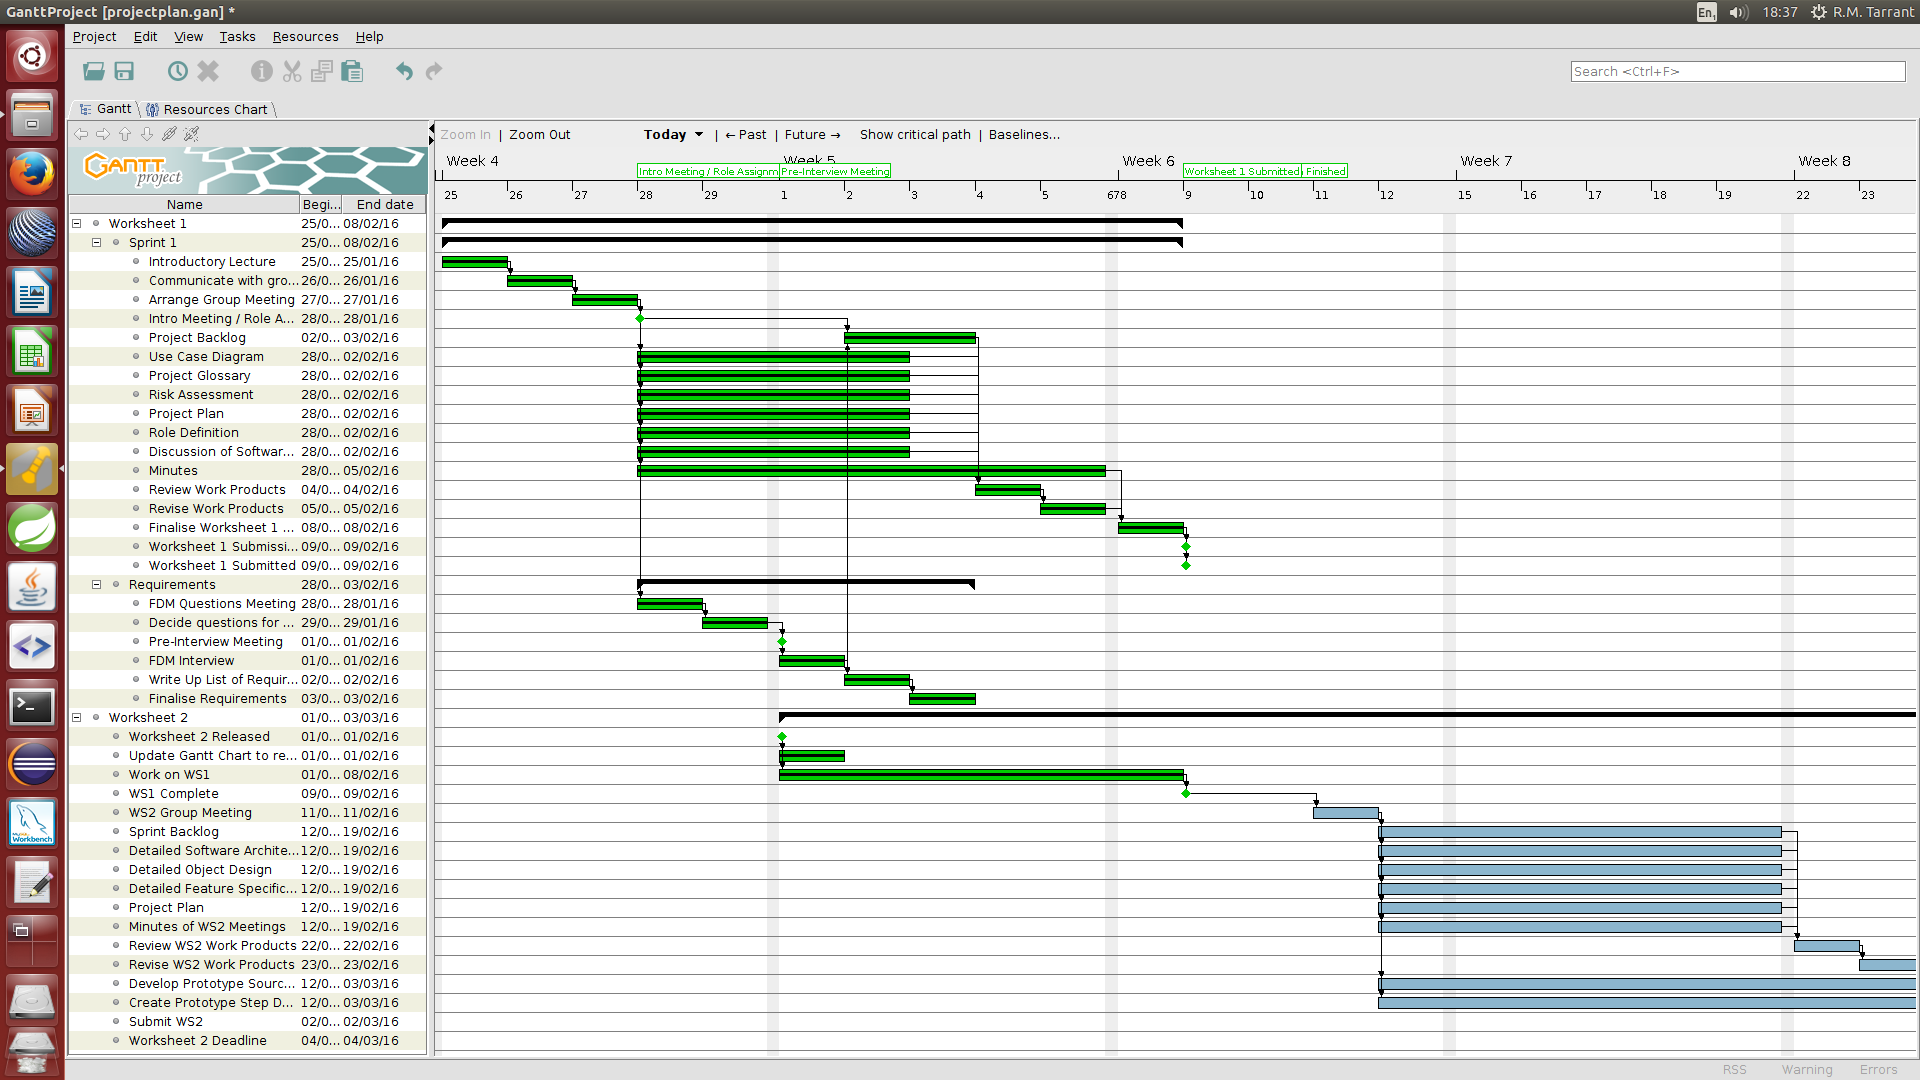 GanttProject [projectplan.gan] *
En1 18:37 R.M. Tarrant
Project Edit View Tasks Resources Help
Search <Ctrl+F>
Gantt Resources Chart
Zoom In | Zoom Out Today | ← Past | Future → Show critical path | Baselines...
GANTT project
Week 4 Week 5 Week 6 Week 7 Week 8
Intro Meeting / Role Assignm Pre-Interview Meeting Worksheet 1 Submitted Finished
25 26 27 28 29 1 2 3 4 5 678 9 10 11 12 15 16 17 18 19 22 23
Name Begi... End date
Worksheet 1 25/0... 08/02/16
Sprint 1 25/0... 08/02/16
Introductory Lecture 25/0... 25/01/16
Communicate with gro... 26/0... 26/01/16
Arrange Group Meeting 27/0... 27/01/16
Intro Meeting / Role A... 28/0... 28/01/16
Project Backlog 02/0... 03/02/16
Use Case Diagram 28/0... 02/02/16
Project Glossary 28/0... 02/02/16
Risk Assessment 28/0... 02/02/16
Project Plan 28/0... 02/02/16
Role Definition 28/0... 02/02/16
Discussion of Softwar... 28/0... 02/02/16
Minutes 28/0... 05/02/16
Review Work Products 04/0... 04/02/16
Revise Work Products 05/0... 05/02/16
Finalise Worksheet 1 ... 08/0... 08/02/16
Worksheet 1 Submissi... 09/0... 09/02/16
Worksheet 1 Submitted 09/0... 09/02/16
Requirements 28/0... 03/02/16
FDM Questions Meeting 28/0... 28/01/16
Decide questions for ... 29/0... 29/01/16
Pre-Interview Meeting 01/0... 01/02/16
FDM Interview 01/0... 01/02/16
Write Up List of Requir... 02/0... 02/02/16
Finalise Requirements 03/0... 03/02/16
Worksheet 2 01/0... 03/03/16
Worksheet 2 Released 01/0... 01/02/16
Update Gantt Chart to re... 01/0... 01/02/16
Work on WS1 01/0... 08/02/16
WS1 Complete 09/0... 09/02/16
WS2 Group Meeting 11/0... 11/02/16
Sprint Backlog 12/0... 19/02/16
Detailed Software Archite... 12/0... 19/02/16
Detailed Object Design 12/0... 19/02/16
Detailed Feature Specific... 12/0... 19/02/16
Project Plan 12/0... 19/02/16
Minutes of WS2 Meetings 12/0... 19/02/16
Review WS2 Work Products 22/0... 22/02/16
Revise WS2 Work Products 23/0... 23/02/16
Develop Prototype Sourc... 12/0... 03/03/16
Create Prototype Step D... 12/0... 03/03/16
Submit WS2 02/0... 02/03/16
Worksheet 2 Deadline 04/0... 04/03/16
MySQL Workbench
RSS Warning Errors